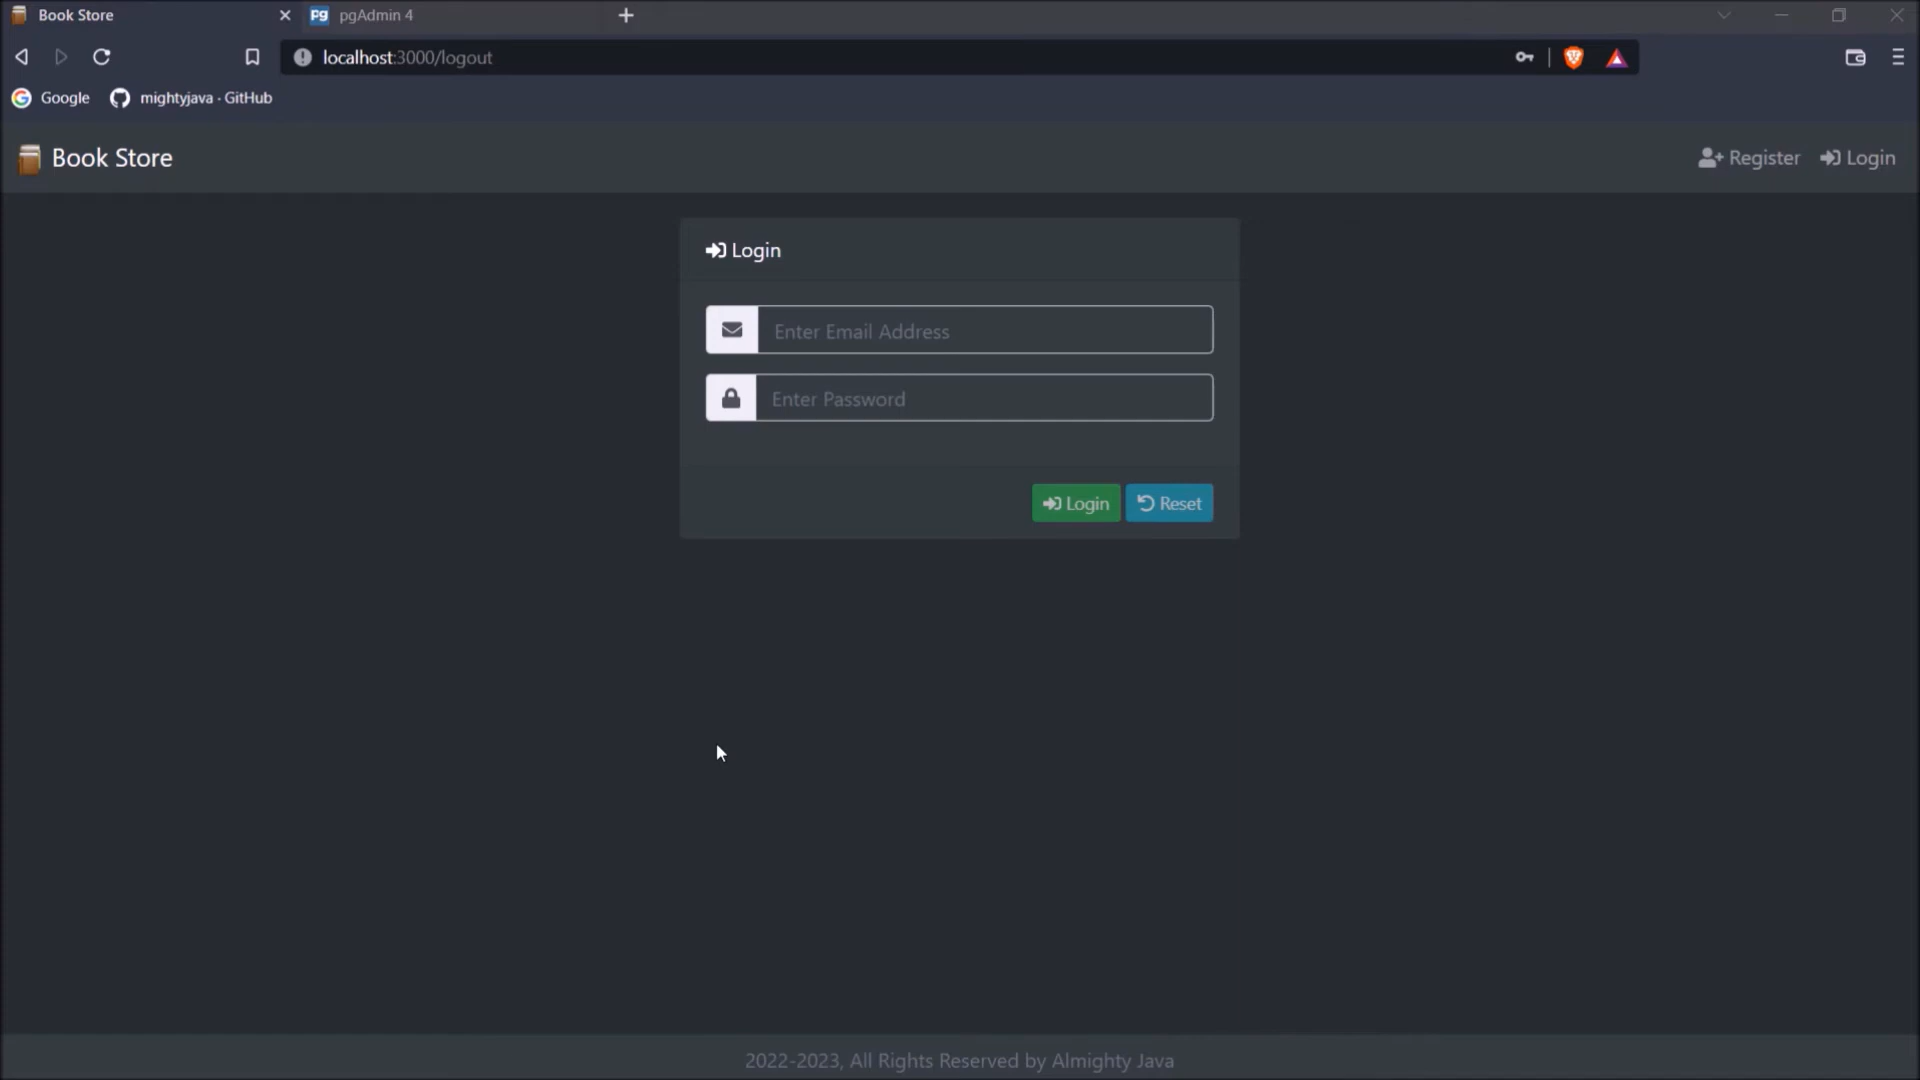 Book Store
pgAdmin 4
localhost:3000/logout
Google
mightyjava · GitHub
Book Store
Register
Login
Login
Enter Email Address
Enter Password
Login
Reset
2022-2023, All Rights Reserved by Almighty Java